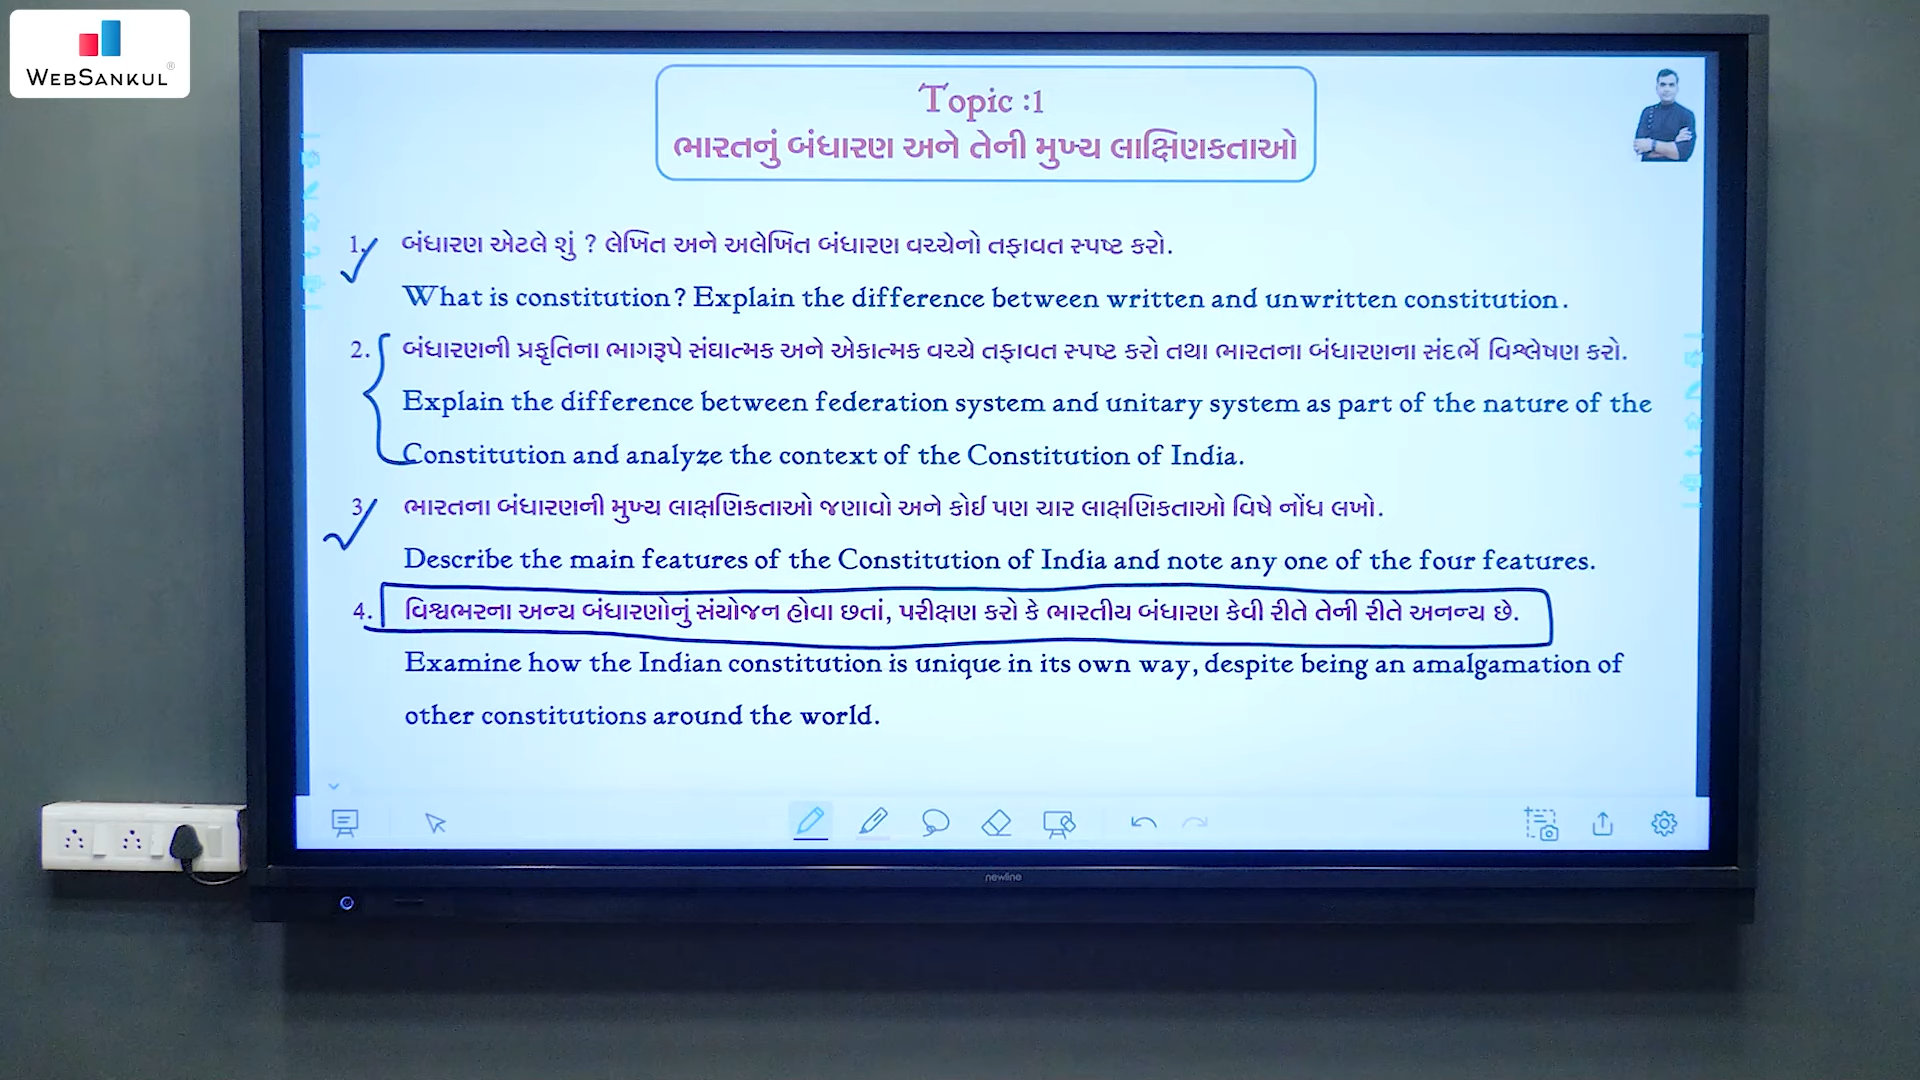 WEBSANKUL®
Topic :1
ભારતનું બંધારણ અને તેની મુખ્ય લાક્ષિણકતાઓ
1. બંધારણ એટલે શું ? લેખિત અને અલેખિત બંધારણ વચ્ચેનો તફાવત સ્પષ્ટ કરો.
What is constitution? Explain the difference between written and unwritten constitution.
2. બંધારણની પ્રકૃતિના ભાગરૂપે સંઘાત્મક અને એકાત્મક વચ્ચે તફાવત સ્પષ્ટ કરો તથા ભારતના બંધારણના સંદર્ભે વિશ્લેષણ કરો.
Explain the difference between federation system and unitary system as part of the nature of the
Constitution and analyze the context of the Constitution of India.
3. ભારતના બંધારણની મુખ્ય લાક્ષણિકતાઓ જણાવો અને કોઈ પણ ચાર લાક્ષણિકતાઓ વિષે નોંધ લખો.
Describe the main features of the Constitution of India and note any one of the four features.
4. વિશ્વભરના અન્ય બંધારણોનું સંયોજન હોવા છતાં, પરીક્ષણ કરો કે ભારતીય બંધારણ કેવી રીતે તેની રીતે અનન્ય છે.
Examine how the Indian constitution is unique in its own way, despite being an amalgamation of
other constitutions around the world.
newline